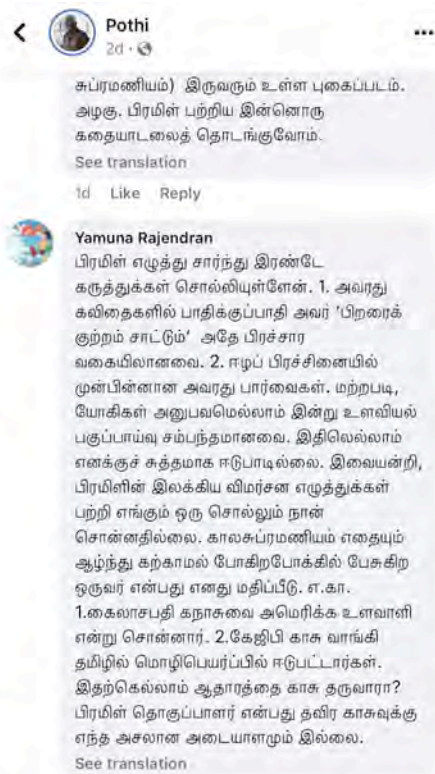 Pothi
2d
சுப்ரமணியம்) இருவரும் உள்ள புகைப்படம்.
அழகு. பிரமிள் பற்றிய இன்னொரு
கதையாடலைத் தொடங்குவோம்.
See translation
1d Like Reply
Yamuna Rajendran
பிரமிள் எழுத்து சார்ந்து இரண்டே
கருத்துக்கள் சொல்லியுள்ளேன். 1. அவரது
கவிதைகளில் பாதிக்குப்பாதி அவர் 'பிறரைக்
குற்றம் சாட்டும்' அதே பிரச்சார
வகையிலானவை. 2. ஈழப் பிரச்சினையில்
முன்பின்னான அவரது பார்வைகள். மற்றபடி,
யோகிகள் அனுபவமெல்லாம் இன்று உளவியல்
பகுப்பாய்வு சம்பந்தமானவை. இதிலெல்லாம்
எனக்குச் சுத்தமாக ஈடுபாடில்லை. இவையன்றி,
பிரமிளின் இலக்கிய விமர்சன எழுத்துக்கள்
பற்றி எங்கும் ஒரு சொல்லும் நான்
சொன்னதில்லை. காலசுப்ரமணியம் எதையும்
ஆழ்ந்து கற்காமல் போகிறபோக்கில் பேசுகிற
ஒருவர் என்பது எனது மதிப்பீடு. எ.கா.
1.கைலாசபதி கநாசுவை அமெரிக்க உளவாளி
என்று சொன்னார். 2.கேஜிபி காசு வாங்கி
தமிழில் மொழிபெயர்ப்பில் ஈடுபட்டார்கள்.
இதற்கெல்லாம் ஆதாரத்தை காசு தருவாரா?
பிரமிள் தொகுப்பாளர் என்பது தவிர காசுவுக்கு
எந்த அசலான அடையாளமும் இல்லை.
See translation